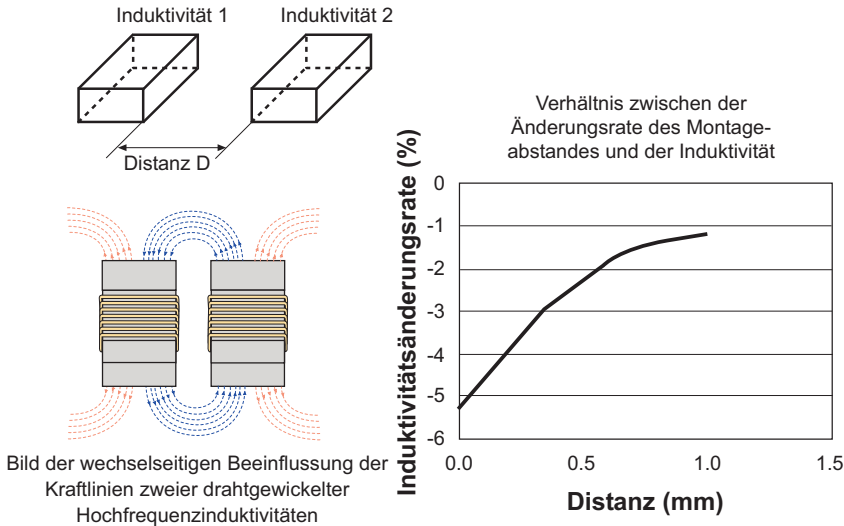 Induktivität 1
Induktivität 2
Distanz D
Bild der wechselseitigen Beeinflussung der
Kraftlinien zweier drahtgewickelter
Hochfrequenzinduktivitäten
Verhältnis zwischen der
Änderungsrate des Montage-
abstandes und der Induktivität
Induktivitätsänderungsrate (%)
0
-1
-2
-3
-4
-5
-6
0.0
0.5
1.0
1.5
Distanz (mm)